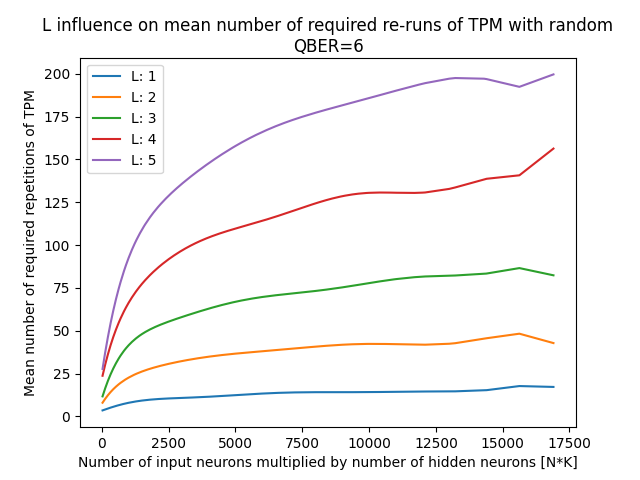 L influence on mean number of required re-runs of TPM with random
QBER=6
Mean number of required repetitions of TPM
200
175
150
125
100
75
50
25
0
L: 1
L: 2
L: 3
L: 4
L: 5
0 2500 5000 7500 10000 12500 15000 17500
Number of input neurons multiplied by number of hidden neurons [N*K]